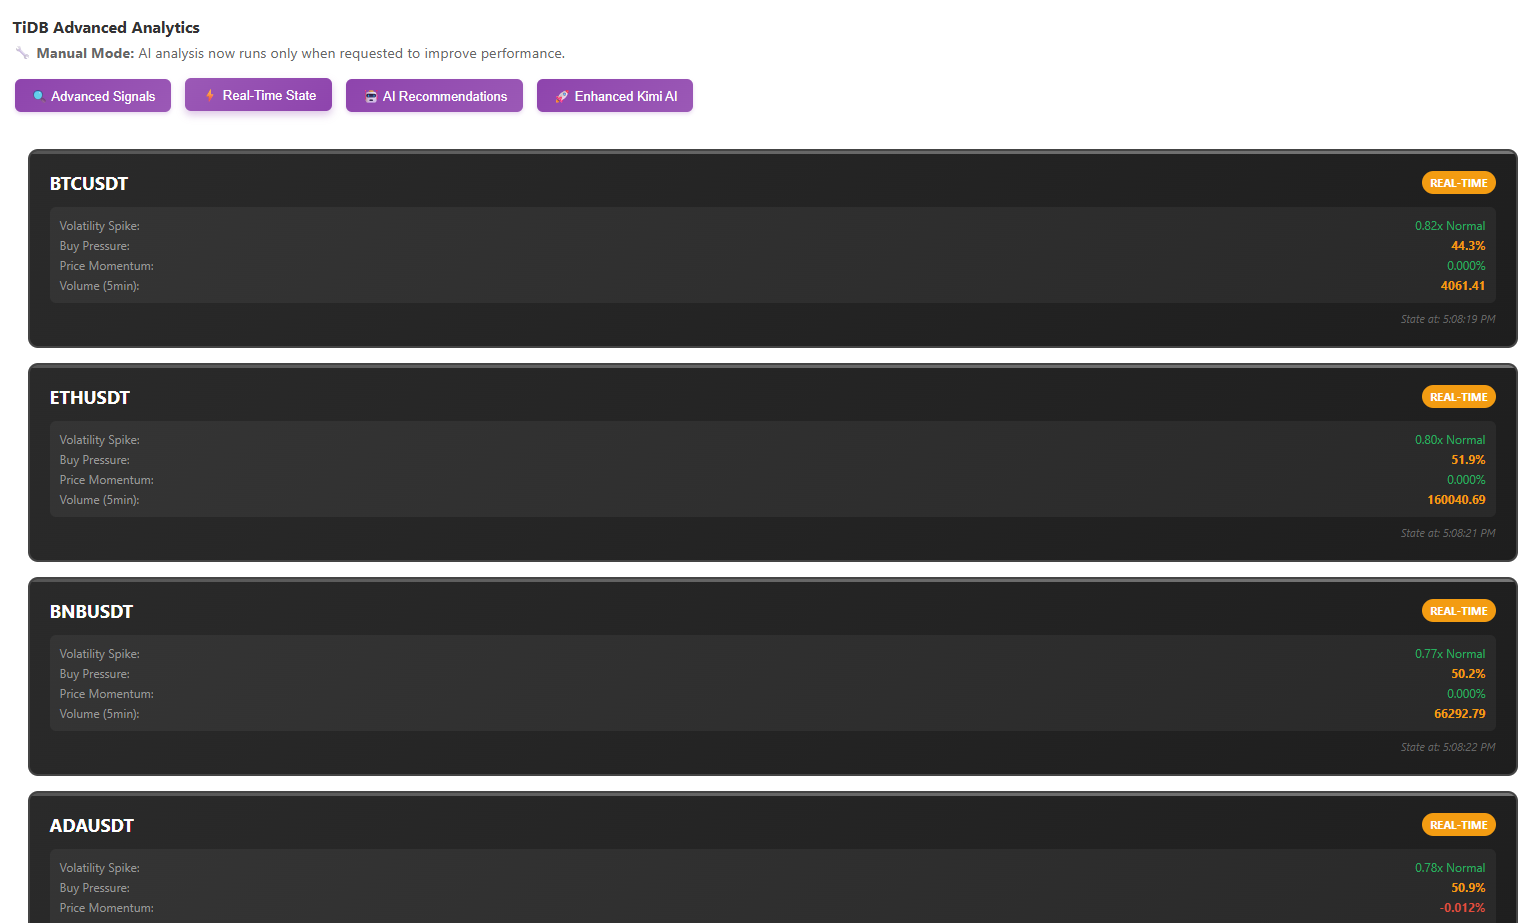 TiDB Advanced Analytics
Manual Mode: AI analysis now runs only when requested to improve performance.
Advanced Signals Real-Time State AI Recommendations Enhanced Kimi AI
BTCUSDT REAL-TIME
Volatility Spike: 0.82x Normal
Buy Pressure: 44.3%
Price Momentum: 0.000%
Volume (5min): 4061.41
State at: 5:08:19 PM
ETHUSDT REAL-TIME
Volatility Spike: 0.80x Normal
Buy Pressure: 51.9%
Price Momentum: 0.000%
Volume (5min): 160040.69
State at: 5:08:21 PM
BNBUSDT REAL-TIME
Volatility Spike: 0.77x Normal
Buy Pressure: 50.2%
Price Momentum: 0.000%
Volume (5min): 66292.79
State at: 5:08:22 PM
ADAUSDT REAL-TIME
Volatility Spike: 0.78x Normal
Buy Pressure: 50.9%
Price Momentum: -0.012%